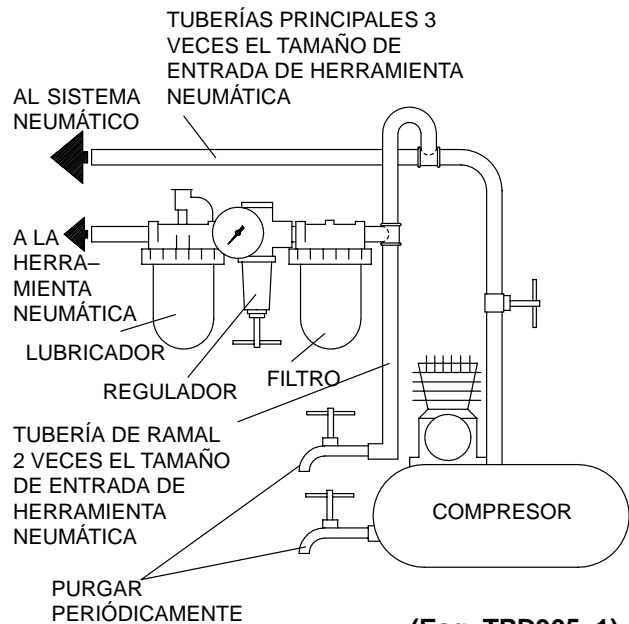 TUBERÍAS PRINCIPALES 3
VECES EL TAMAÑO DE
ENTRADA DE HERRAMIENTA
NEUMÁTICA
AL SISTEMA
NEUMÁTICO
A LA
HERRA–
MIENTA
NEUMÁTICA
LUBRICADOR
REGULADOR
FILTRO
TUBERÍA DE RAMAL
2 VECES EL TAMAÑO
DE ENTRADA DE
HERRAMIENTA
NEUMÁTICA
COMPRESOR
PURGAR
PERIÓDICAMENTE